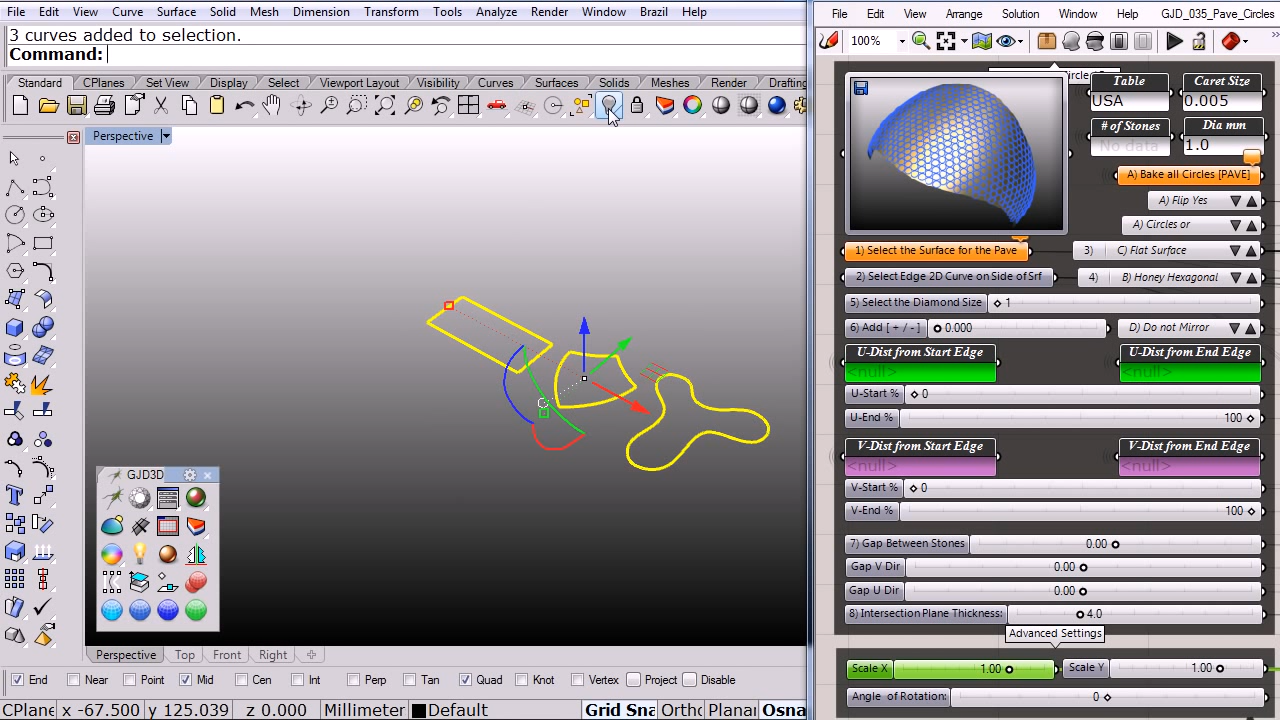 File Edit View Curve Surface Solid Mesh Dimension Transform Tools Analyze Render Window Brazil Help
3 curves added to selection.
Command:
Standard CPlanes Set View Display Select Viewport Layout Visibility Curves Surfaces Solids Meshes Render Drafting
Perspective
GJD3D
Perspective Top Front Right
End Near Point Mid Cen Int Perp Tan Quad Knot Vertex Project Disable
CPlane x -67.500 y 125.039 z 0.000 Millimeter Default Grid Sna Ortho Planar Osna
File Edit View Arrange Solution Window Help GJD_035_Pave_Circles
100%
Table Caret Size
USA 0.005
# of Stones Dia mm
No data 1.0
A) Bake all Circles [PAVE]
A) Flip Yes
A) Circles or
1) Select the Surface for the Pave 3) C) Flat Surface
2) Select Edge 2D Curve on Side of Srf 4) B) Honey Hexagonal
5) Select the Diamond Size 1
6) Add [ + / - ] 0.000 D) Do not Mirror
U-Dist from Start Edge U-Dist from End Edge
<null> <null>
U-Start % 0
U-End % 100
V-Dist from Start Edge V-Dist from End Edge
<null> <null>
V-Start % 0
V-End % 100
7) Gap Between Stones 0.00
Gap V Dir 0.00
Gap U Dir 0.00
8) Intersection Plane Thickness: 4.0
Advanced Settings
Scale X 1.00 Scale Y 1.00
Angle of Rotation: 0